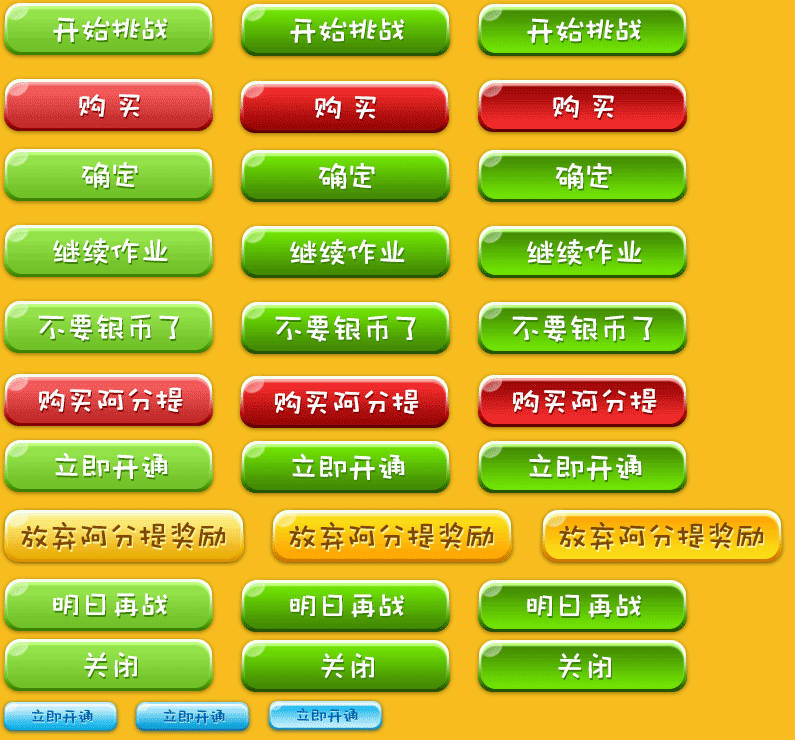 开始挑战 开始挑战 开始挑战
购买 购买 购买
确定 确定 确定
继续作业 继续作业 继续作业
不要银币了 不要银币了 不要银币了
购买阿分提 购买阿分提 购买阿分提
立即开通 立即开通 立即开通
放弃阿分提奖励 放弃阿分提奖励 放弃阿分提奖励
明日再战 明日再战 明日再战
关闭 关闭 关闭
立即开通 立即开通 立即开通